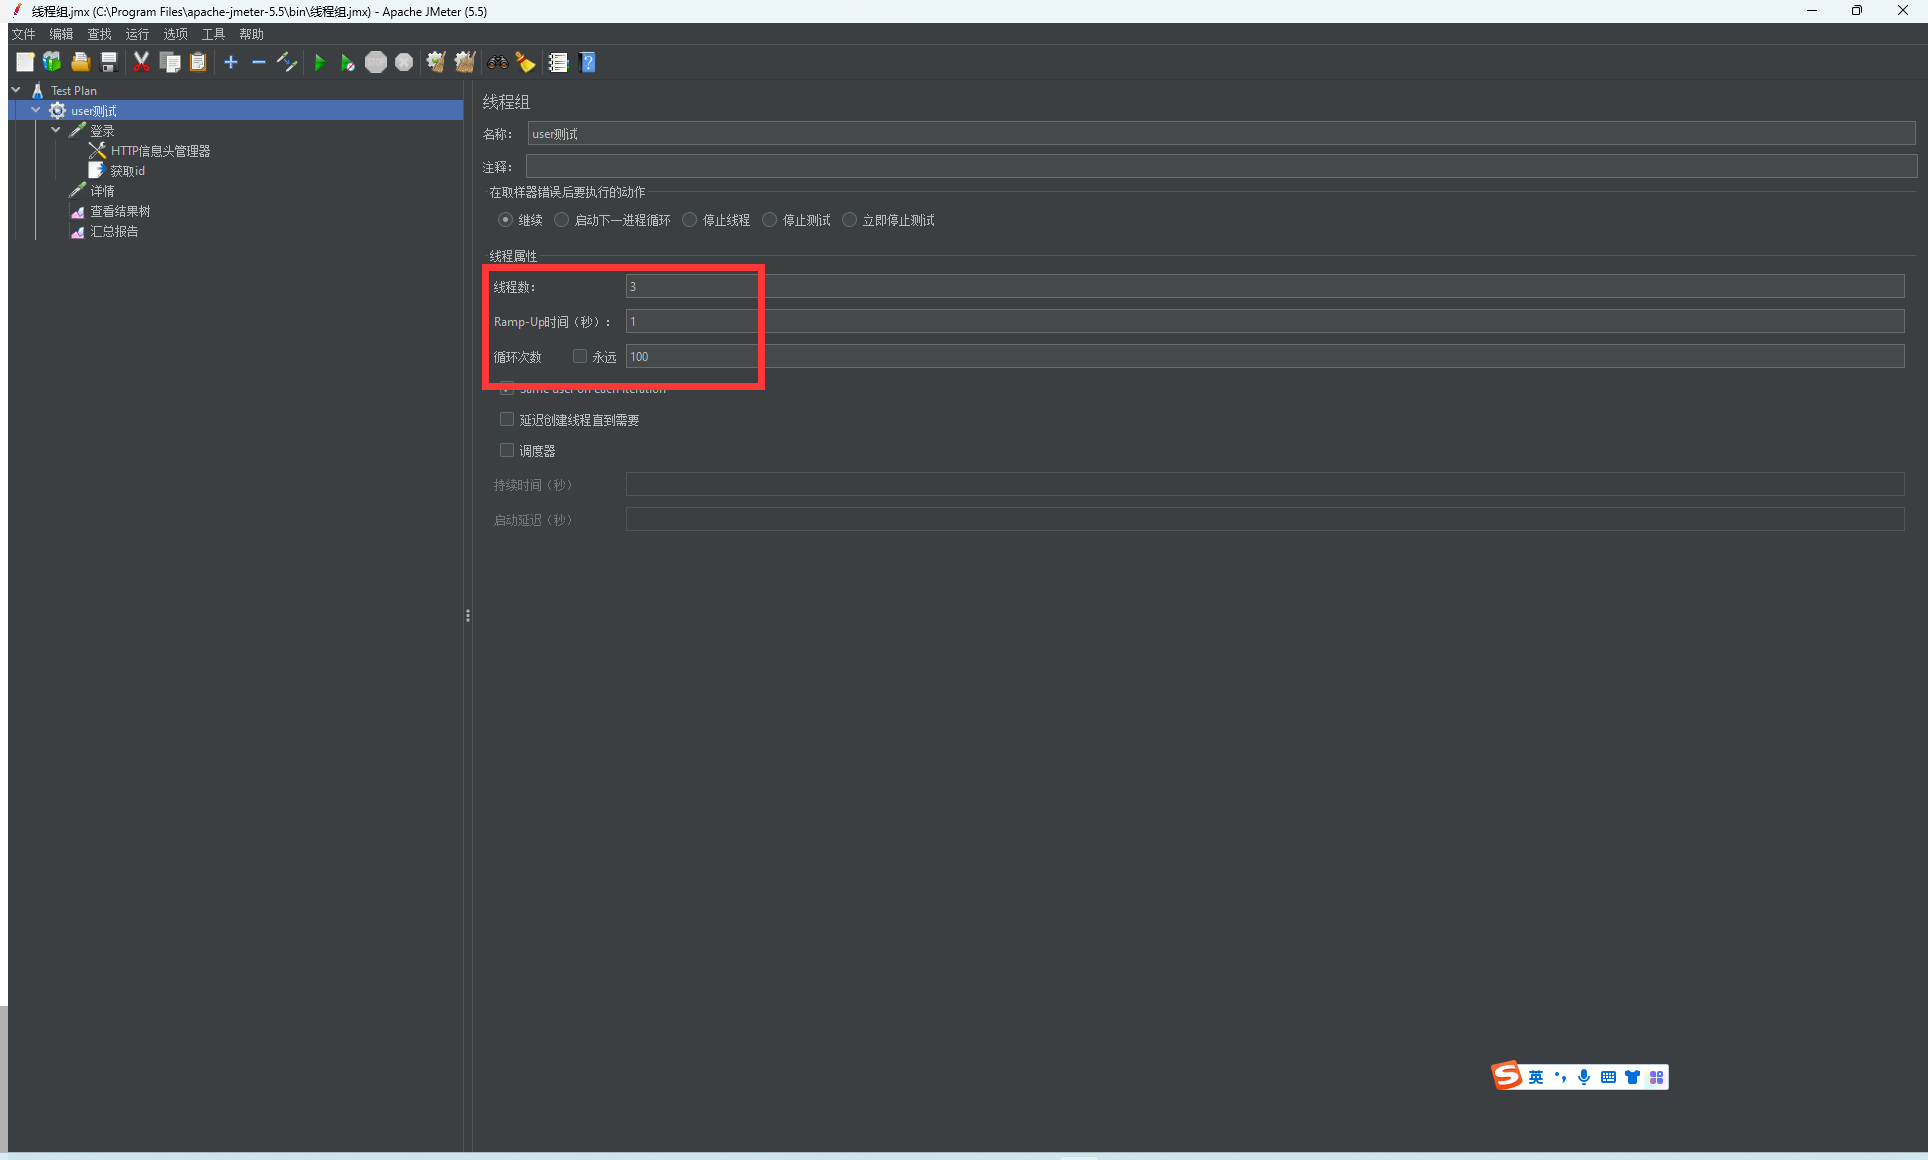 线程组.jmx (C:\Program Files\apache-jmeter-5.5\bin\线程组.jmx) - Apache JMeter (5.5)
文件 编辑 查找 运行 选项 工具 帮助
STOP
Test Plan
user测试
登录
HTTP信息头管理器
获取id
详情
查看结果树
汇总报告
线程组
名称： user测试
注释：
在取样器错误后要执行的动作
继续 启动下一进程循环 停止线程 停止测试 立即停止测试
线程属性
线程数： 3
Ramp-Up时间（秒）： 1
循环次数 永远 100
Same user on each iteration
延迟创建线程直到需要
调度器
持续时间（秒）
启动延迟（秒）
英